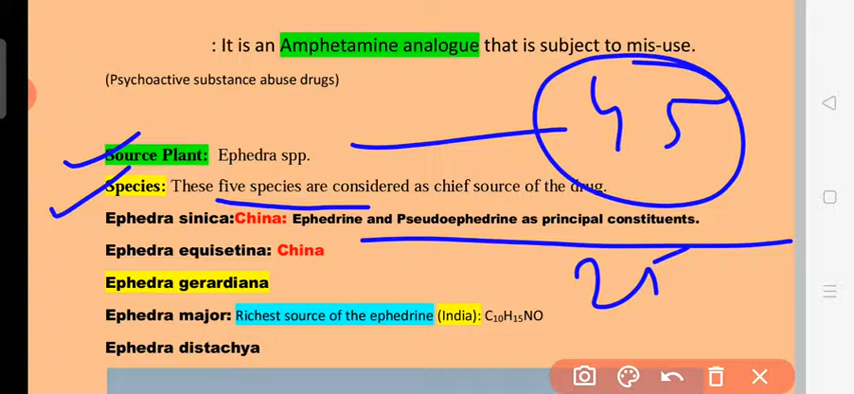 : It is an Amphetamine analogue that is subject to mis-use.
(Psychoactive substance abuse drugs)
45
Source Plant: Ephedra spp.
Species: These five species are considered as chief source of the drug.
Ephedra sinica:China: Ephedrine and Pseudoephedrine as principal constituents.
Ephedra equisetina: China
Ephedra gerardiana
Ephedra major: Richest source of the ephedrine (India): C₁₀H₁₅NO
Ephedra distachya